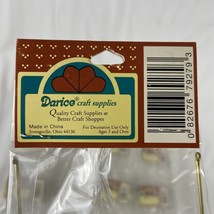 Darice craft supplies
Quality Craft Supplies at
Better Craft Shoppes
Made in China
Strongsville, Ohio 44136
For Decorative Use Only
Ages 5 and Over
0 82676 79279 3